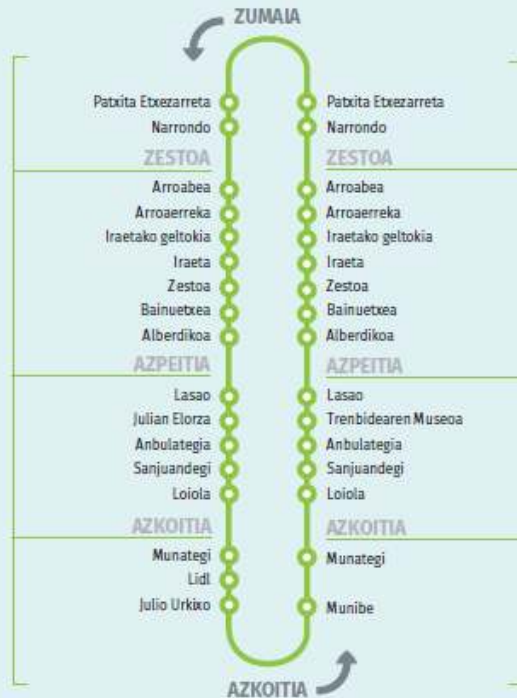 ZUMAIA
Patxita Etxezarreta
Narrondo
ZESTOA
Arroabea
Arroaerreka
Iraetako geltokia
Iraeta
Zestoa
Bainuetxea
Alberdikoa
AZPEITIA
Lasao
Julian Elorza
Anbulategia
Sanjuandegi
Loiola
AZKOITIA
Munategi
Lidl
Julio Urkixo
Patxita Etxezarreta
Narrondo
ZESTOA
Arroabea
Arroaerreka
Iraetako geltokia
Iraeta
Zestoa
Bainuetxea
Alberdikoa
AZPEITIA
Lasao
Trenbidearen Museoa
Anbulategia
Sanjuandegi
Loiola
AZKOITIA
Munategi
Munibe
AZKOITIA